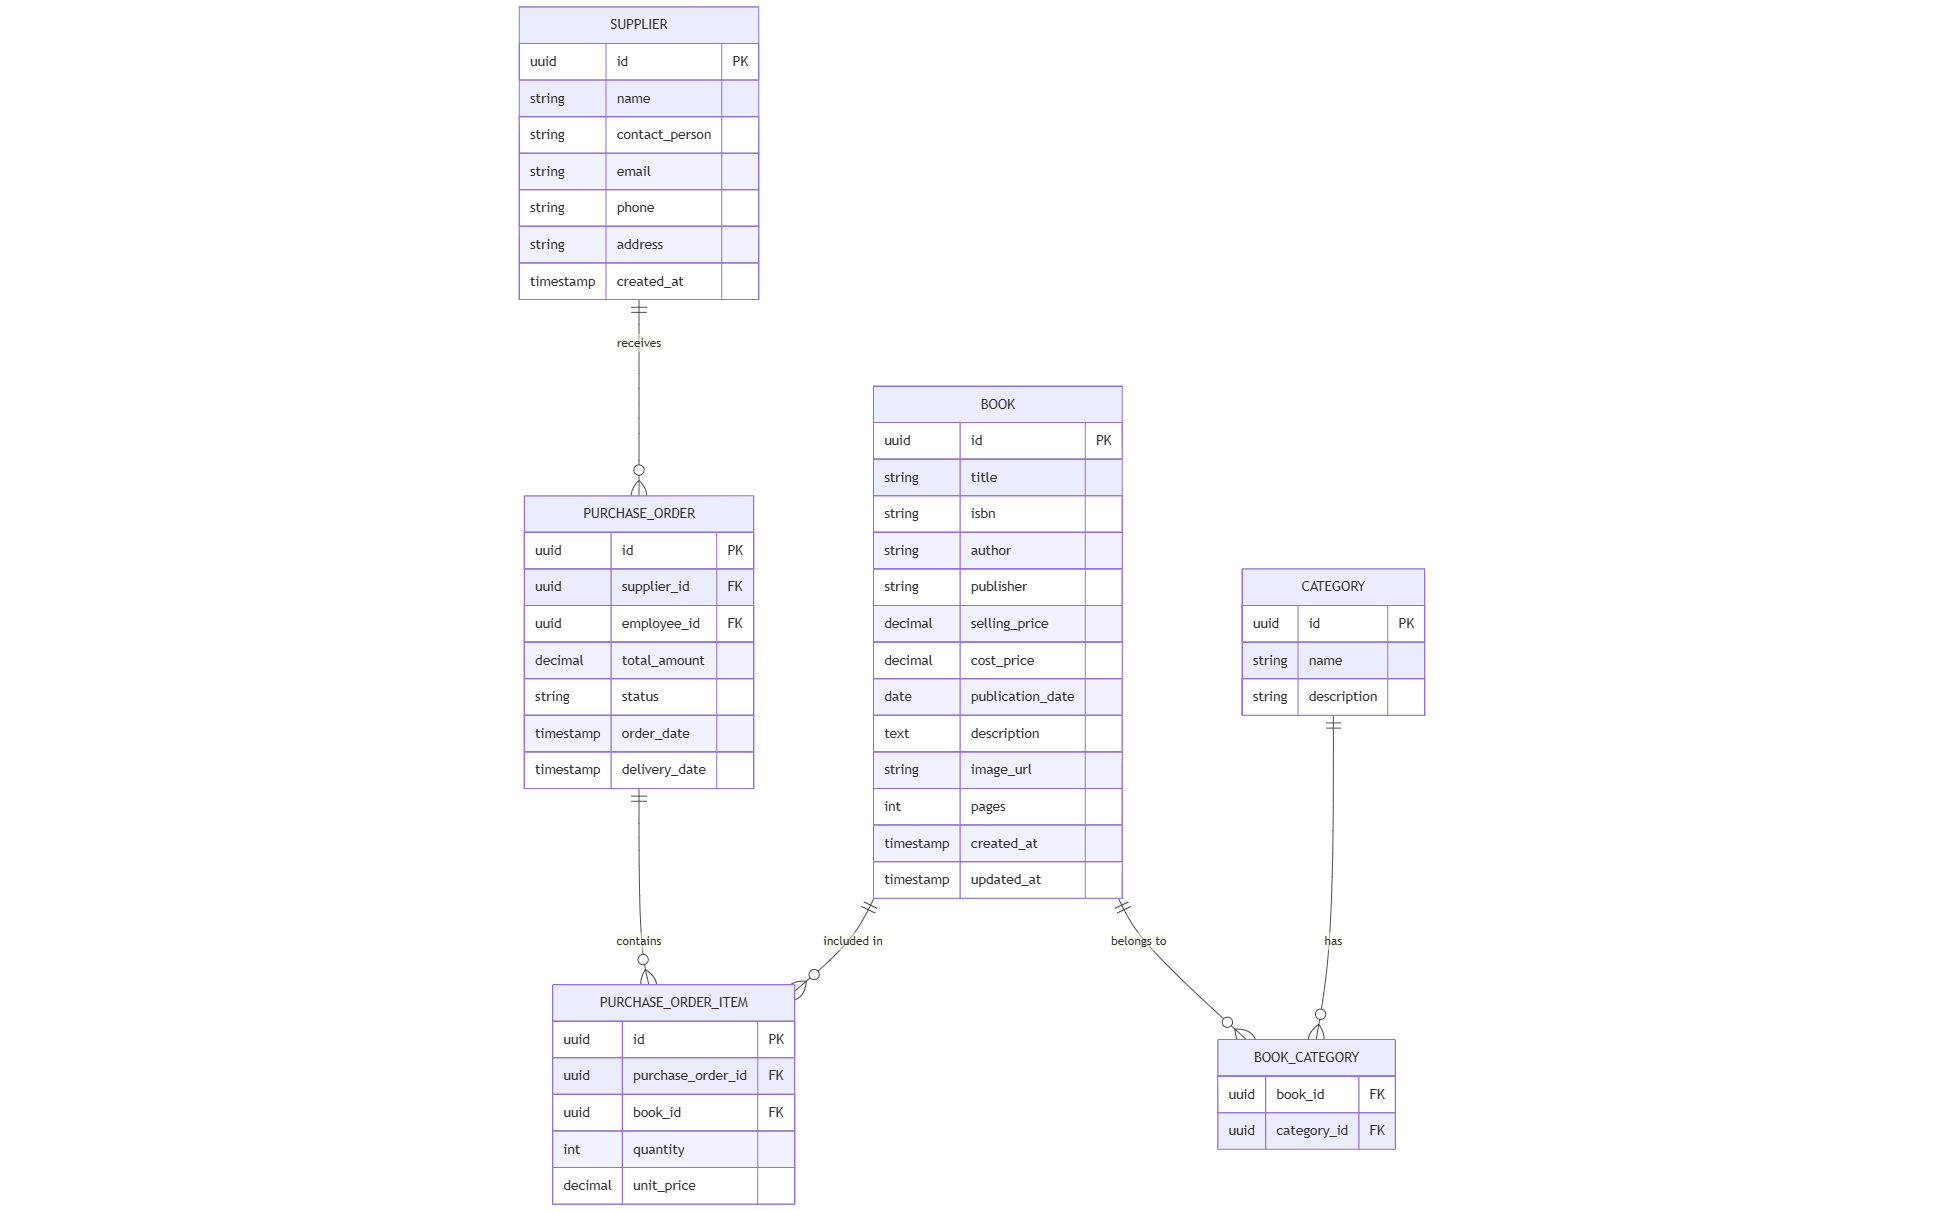 SUPPLIER
uuid id PK
string name
string contact_person
string email
string phone
string address
timestamp created_at
receives
PURCHASE_ORDER
uuid id PK
uuid supplier_id FK
uuid employee_id FK
decimal total_amount
string status
timestamp order_date
timestamp delivery_date
contains
BOOK
uuid id PK
string title
string isbn
string author
string publisher
decimal selling_price
decimal cost_price
date publication_date
text description
string image_url
int pages
timestamp created_at
timestamp updated_at
included in
belongs to
CATEGORY
uuid id PK
string name
string description
has
PURCHASE_ORDER_ITEM
uuid id PK
uuid purchase_order_id FK
uuid book_id FK
int quantity
decimal unit_price
BOOK_CATEGORY
uuid book_id FK
uuid category_id FK